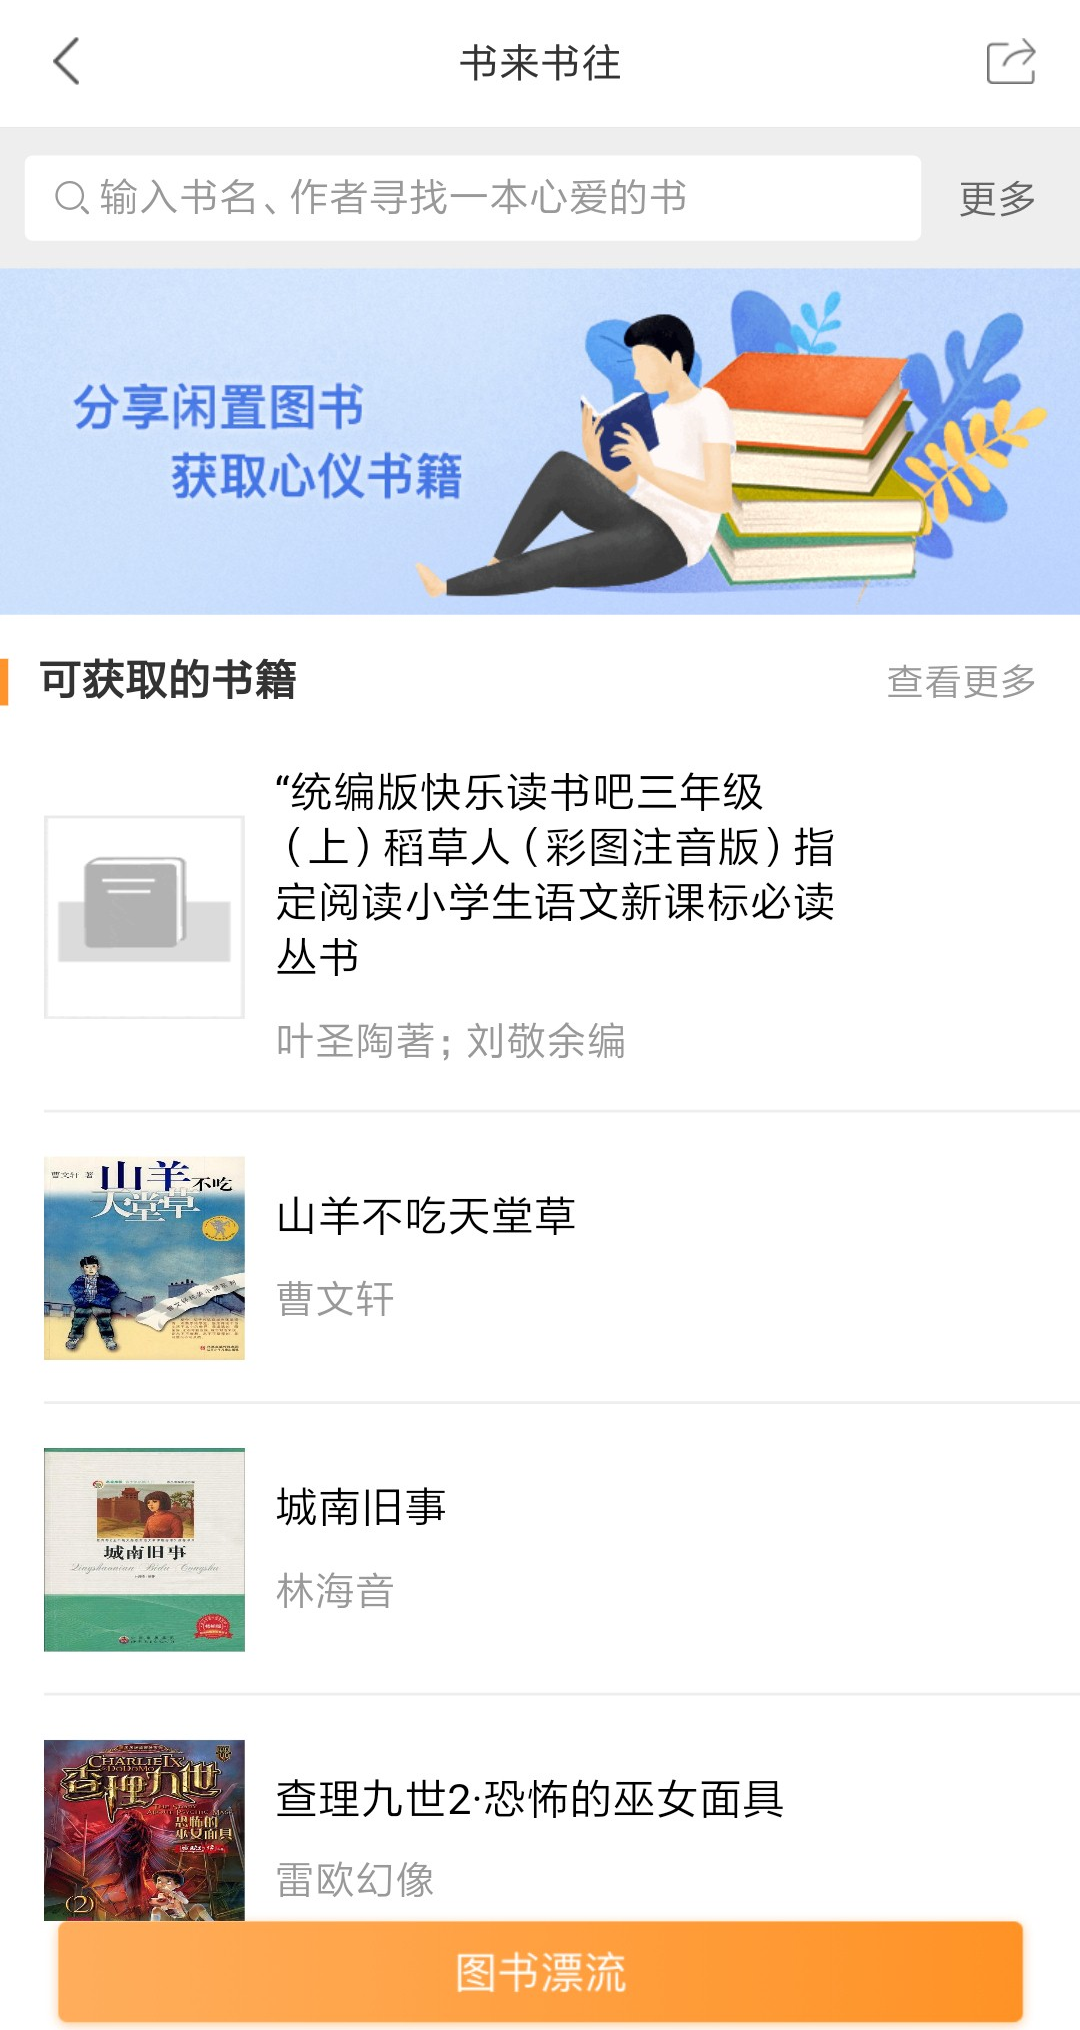 书来书往
输入书名、作者寻找一本心爱的书
更多
分享闲置图书
获取心仪书籍
可获取的书籍
查看更多
“统编版快乐读书吧三年级
（上）稻草人（彩图注音版）指
定阅读小学生语文新课标必读
丛书
叶圣陶著；刘敬余编
曹文轩 著
山羊不吃
天堂草
山羊不吃天堂草
曹文轩
城南旧事
城南旧事
林海音
CHARLIE IX
& DODOMO
查理九世
恐怖的
巫女面具
(2)
查理九世2·恐怖的巫女面具
雷欧幻像
图书漂流